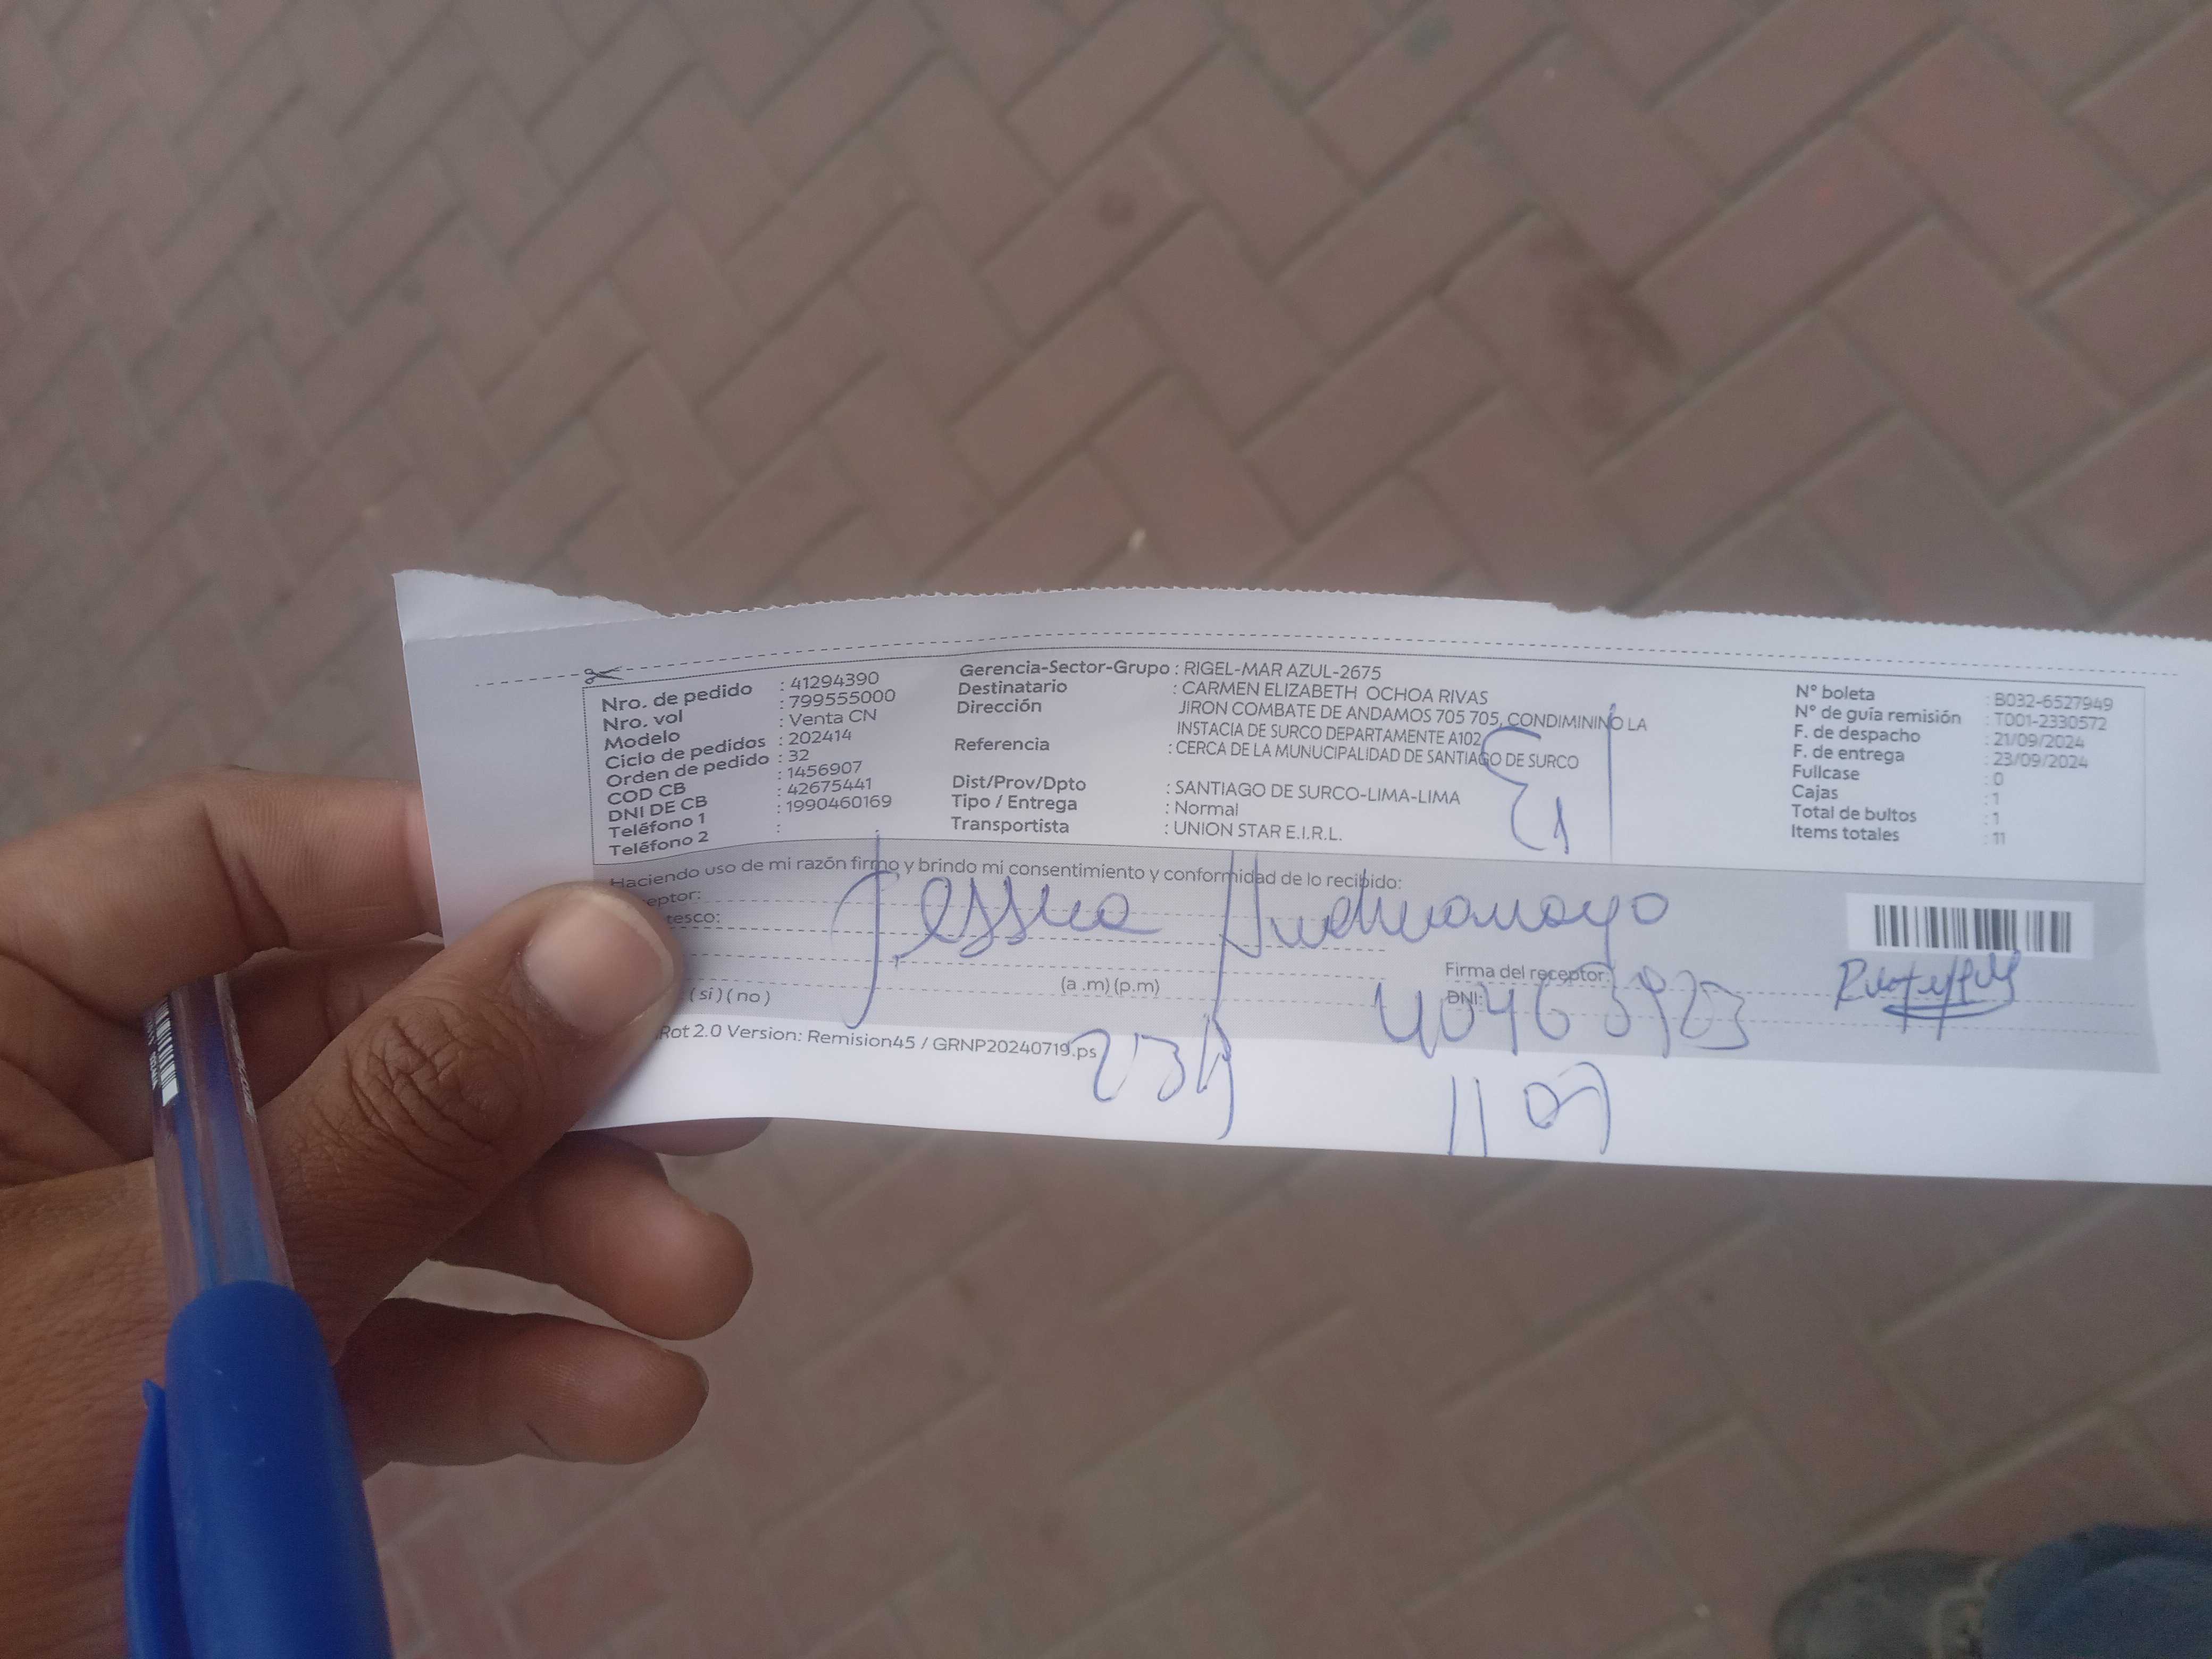 Nro. de pedido : 41294390
Nro. vol : 799555000
Modelo : Venta CN
Ciclo de pedidos : 202414
Orden de pedido : 32
COD CB : 1456907
DNI DE CB : 42675441
Teléfono 1 : 1990460169
Teléfono 2 :
Gerencia-Sector-Grupo : RIGEL-MAR AZUL-2675
Destinatario : CARMEN ELIZABETH OCHOA RIVAS
Dirección JIRON COMBATE DE ANDAMOS 705 705, CONDIMININO LA
INSTACIA DE SURCO DEPARTAMENTE A102
Referencia : CERCA DE LA MUNUCIPALIDAD DE SANTIAGO DE SURCO
Dist/Prov/Dpto : SANTIAGO DE SURCO-LIMA-LIMA
Tipo / Entrega : Normal
Transportista : UNION STAR E.I.R.L.
N° boleta : B032-6527949
N° de guía remisión : T001-2330572
F. de despacho : 21/09/2024
F. de entrega : 23/09/2024
Fullcase : 0
Cajas : 1
Total de bultos : 1
Items totales : 11
Haciendo uso de mi razón firmo y brindo mi consentimiento y conformidad de lo recibido:
eptor: Jessica
tesco:
Firma del receptor:
(si) (no) (a .m) (p.m) DNI:
Rot 2.0 Version: Remision45 / GRNP20240719.ps